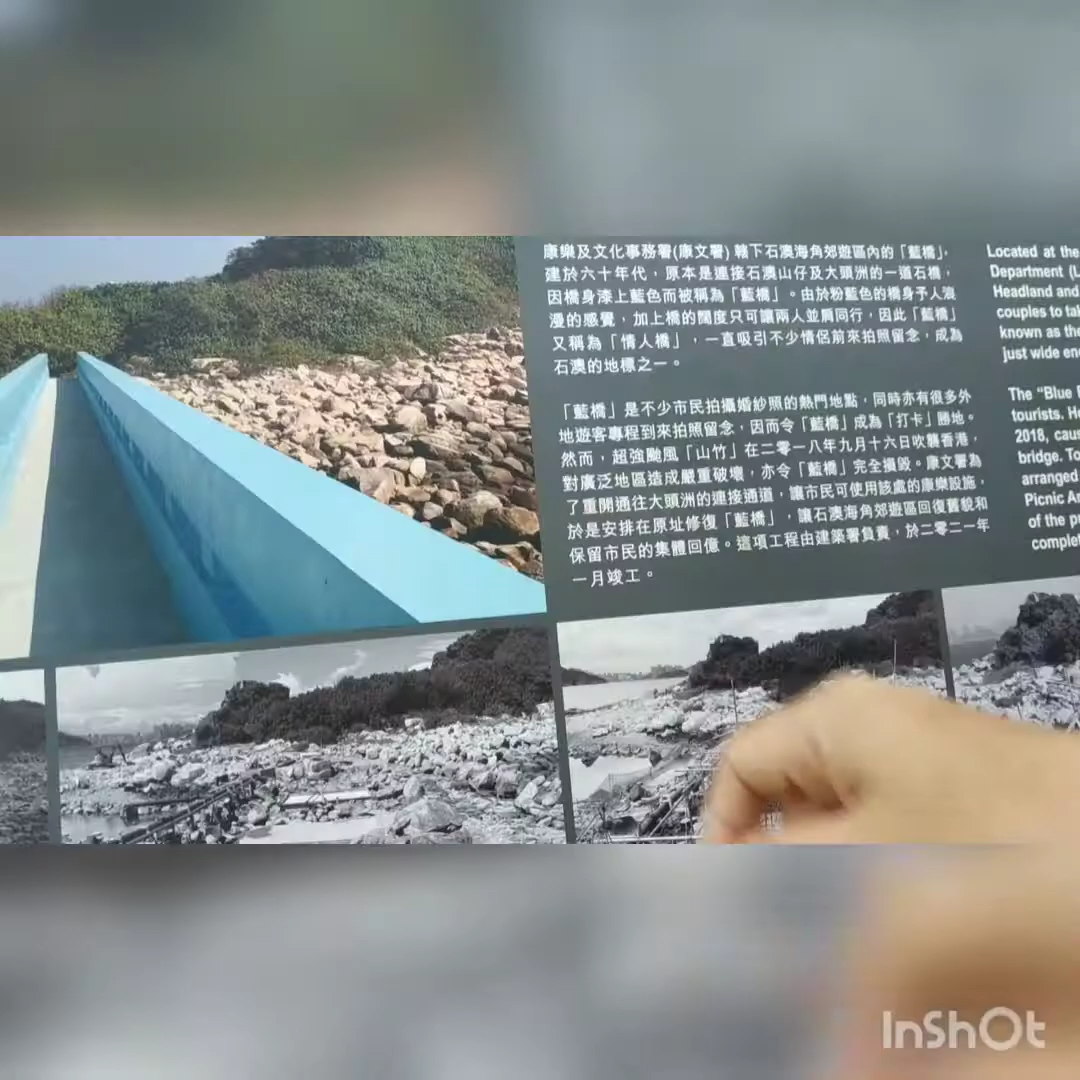 康樂及文化事務署(康文署) 轄下石澳海角郊遊區內的「藍橋」，
建於六十年代，原本是連接石澳山仔及大頭洲的一道石橋，
因橋身漆上藍色而被稱為「藍橋」。由於粉藍色的橋身予人浪
漫的感覺，加上橋的闊度只可讓兩人並肩同行，因此「藍橋」
又稱為「情人橋」，一直吸引不少情侶前來拍照留念，成為
石澳的地標之一。
「藍橋」是不少市民拍攝婚紗照的熱門地點，同時亦有很多外
地遊客專程到來拍照留念，因而令「藍橋」成為「打卡」勝地。
然而，超強颱風「山竹」在二零一八年九月十六日吹襲香港，
對廣泛地區造成嚴重破壞，亦令「藍橋」完全摧毀。康文署為
了重開通往大頭洲的連接通道，讓市民可使用該處的康樂設施，
於是安排在原址修復「藍橋」，讓石澳海角郊遊區回復舊貌和
保留市民的集體回憶。這項工程由建築署負責，於二零二一年
一月竣工。
Located at the
Department (L
Headland and
couples to tal
known as the
just wide en
The "Blue
tourists. He
2018, caus
bridge. To
arranged
Picnic Ar
of the pr
complet
InShOt